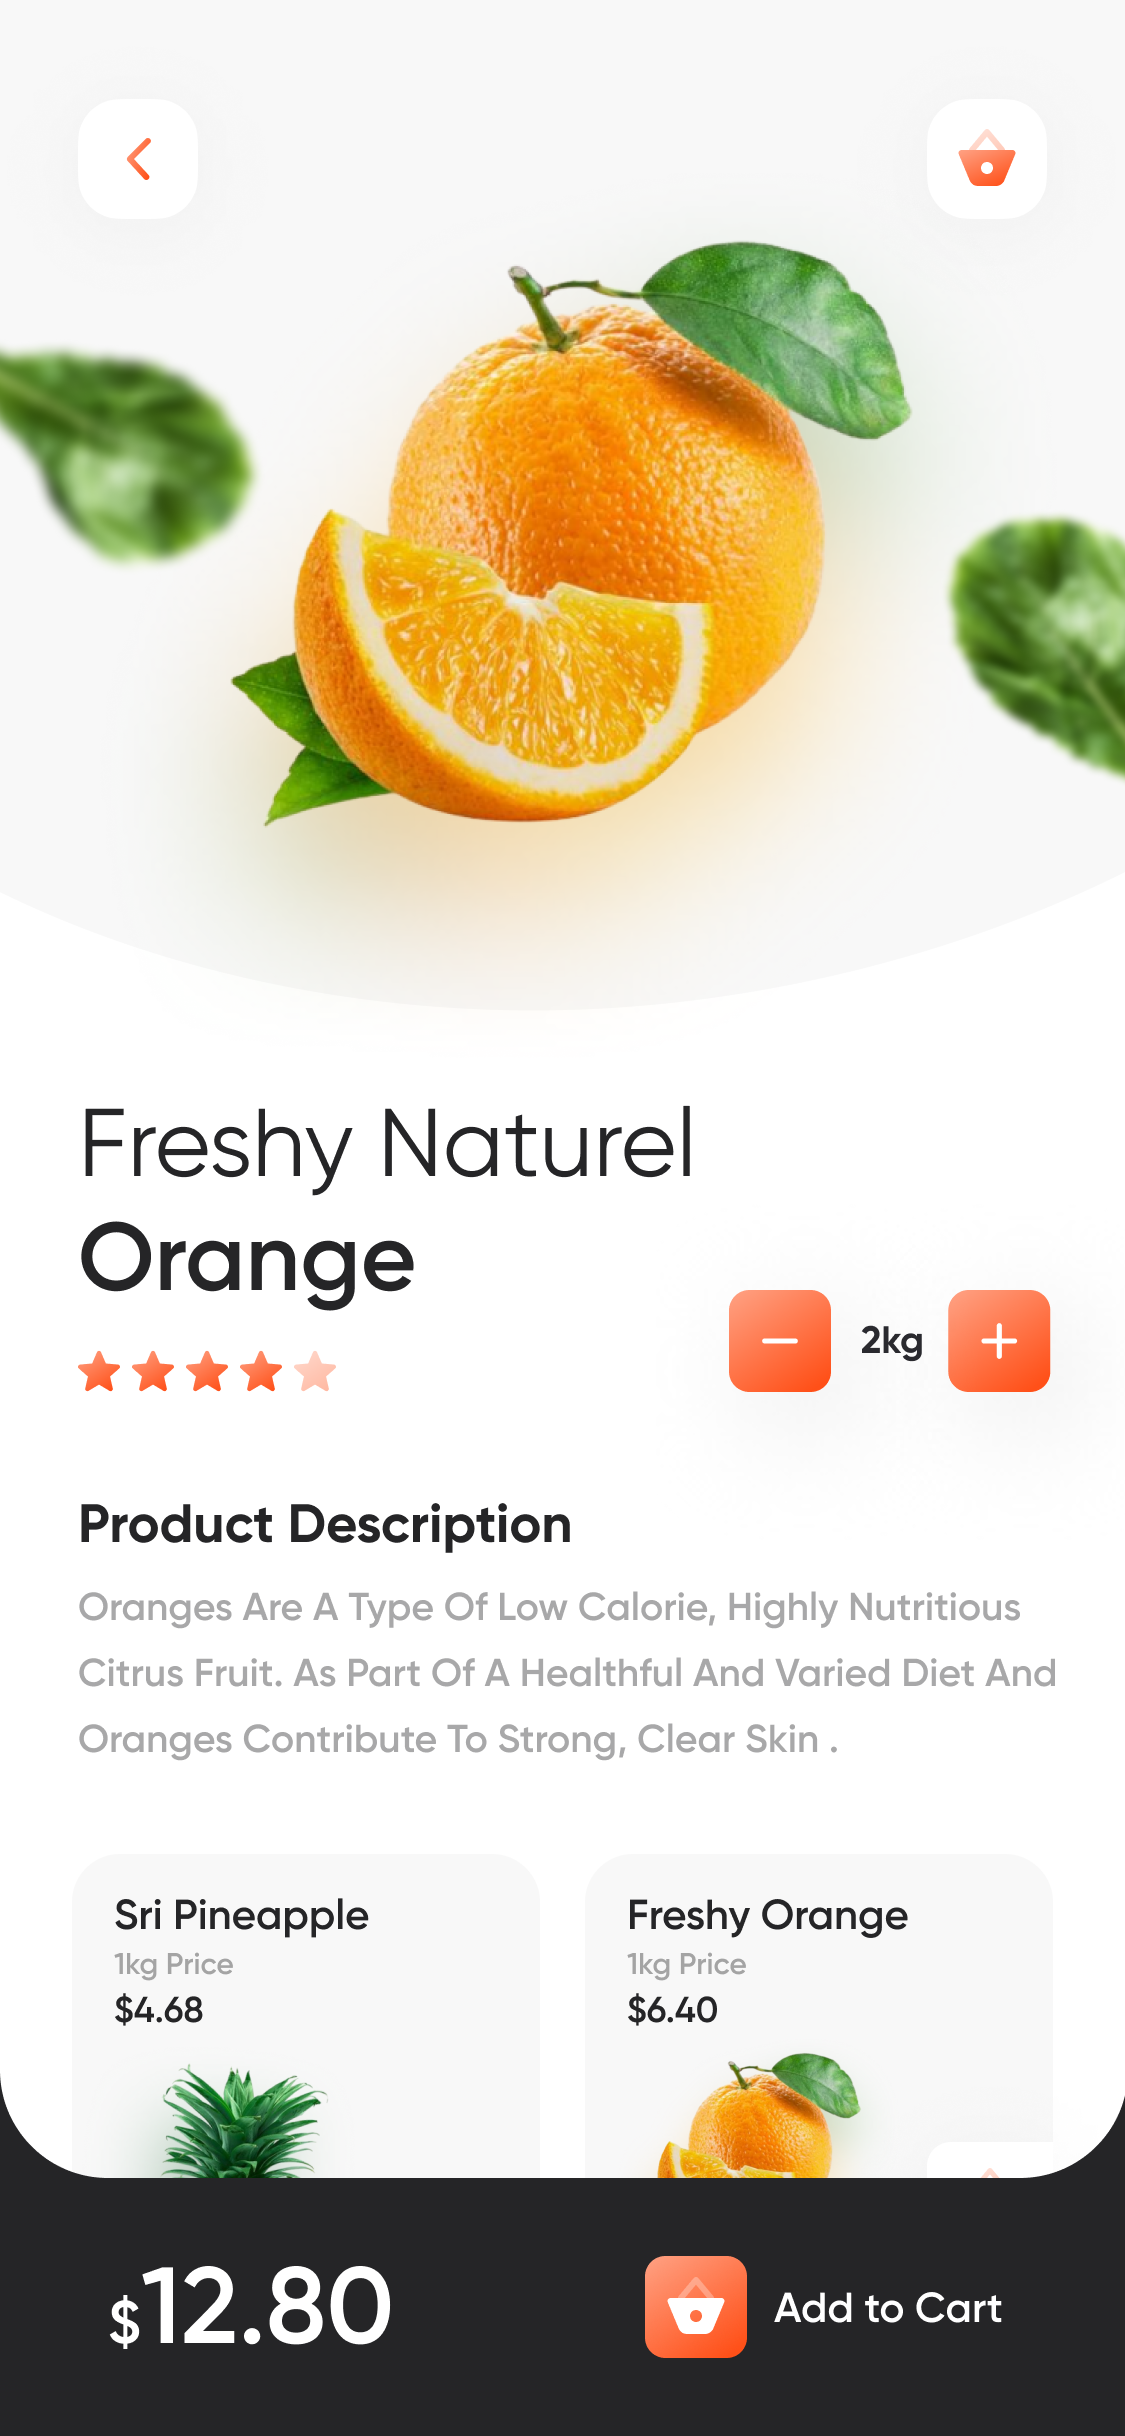 Freshy Naturel
Orange
2kg
Product Description
Oranges Are A Type Of Low Calorie, Highly Nutritious
Citrus Fruit. As Part Of A Healthful And Varied Diet And
Oranges Contribute To Strong, Clear Skin .
Sri Pineapple
1kg Price
$4.68
Freshy Orange
1kg Price
$6.40
$12.80
Add to Cart